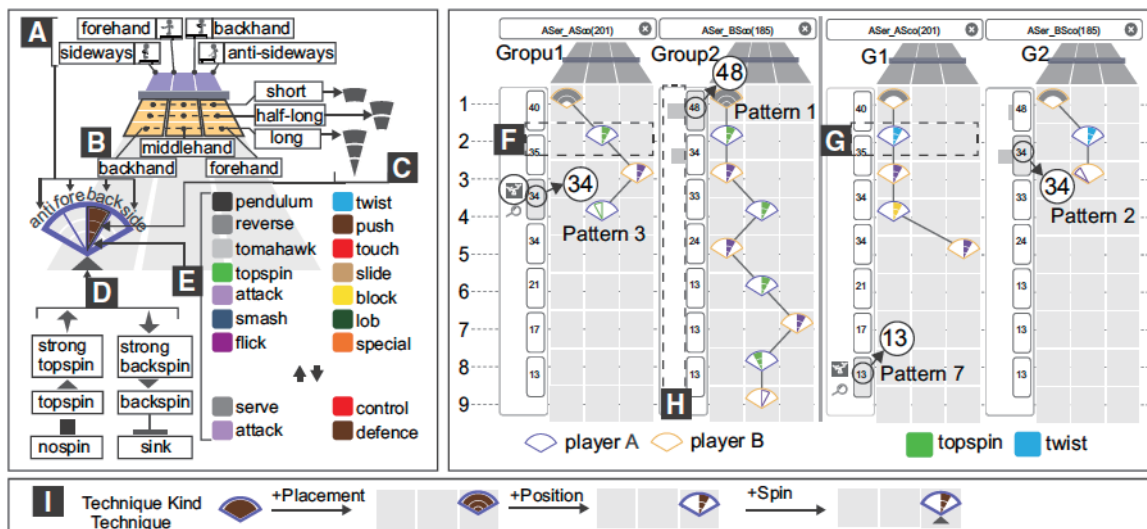 A
forehand
backhand
sideways
anti-sideways
short
half-long
long
B
middlehand
backhand
forehand
C
anti fore back side
D
E
pendulum
twist
reverse
push
tomahawk
touch
topspin
slide
attack
block
smash
lob
flick
special
serve
control
attack
defence
strong
topspin
strong
backspin
topspin
backspin
nospin
sink
ASer_ASco(201)
ASer_BSco(185)
ASer_ASco(201)
ASer_BSco(185)
Gropu1
Group2
G1
G2
1
2
3
4
5
6
7
8
9
F
40
35
34
34
21
17
13
34
Pattern 3
48
34
33
33
24
13
13
13
48
Pattern 1
H
G
40
35
34
34
21
17
13
13
Pattern 7
48
34
33
33
24
13
13
13
34
Pattern 2
player A
player B
topspin
twist
I
Technique Kind
Technique
+Placement
+Position
+Spin